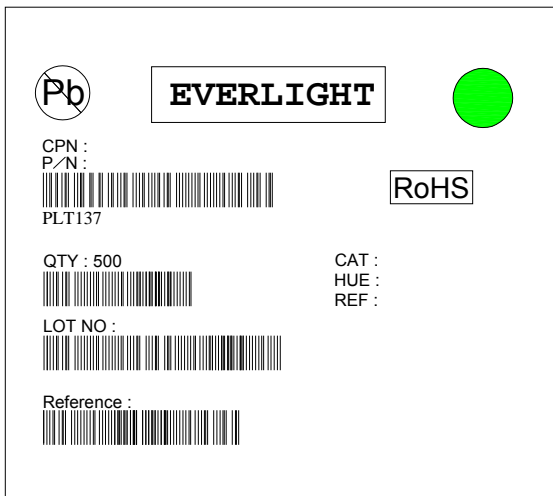 Pb
EVERLIGHT
CPN :
P/N :
RoHS
PLT137
QTY : 500
CAT :
HUE :
REF :
LOT NO :
Reference :